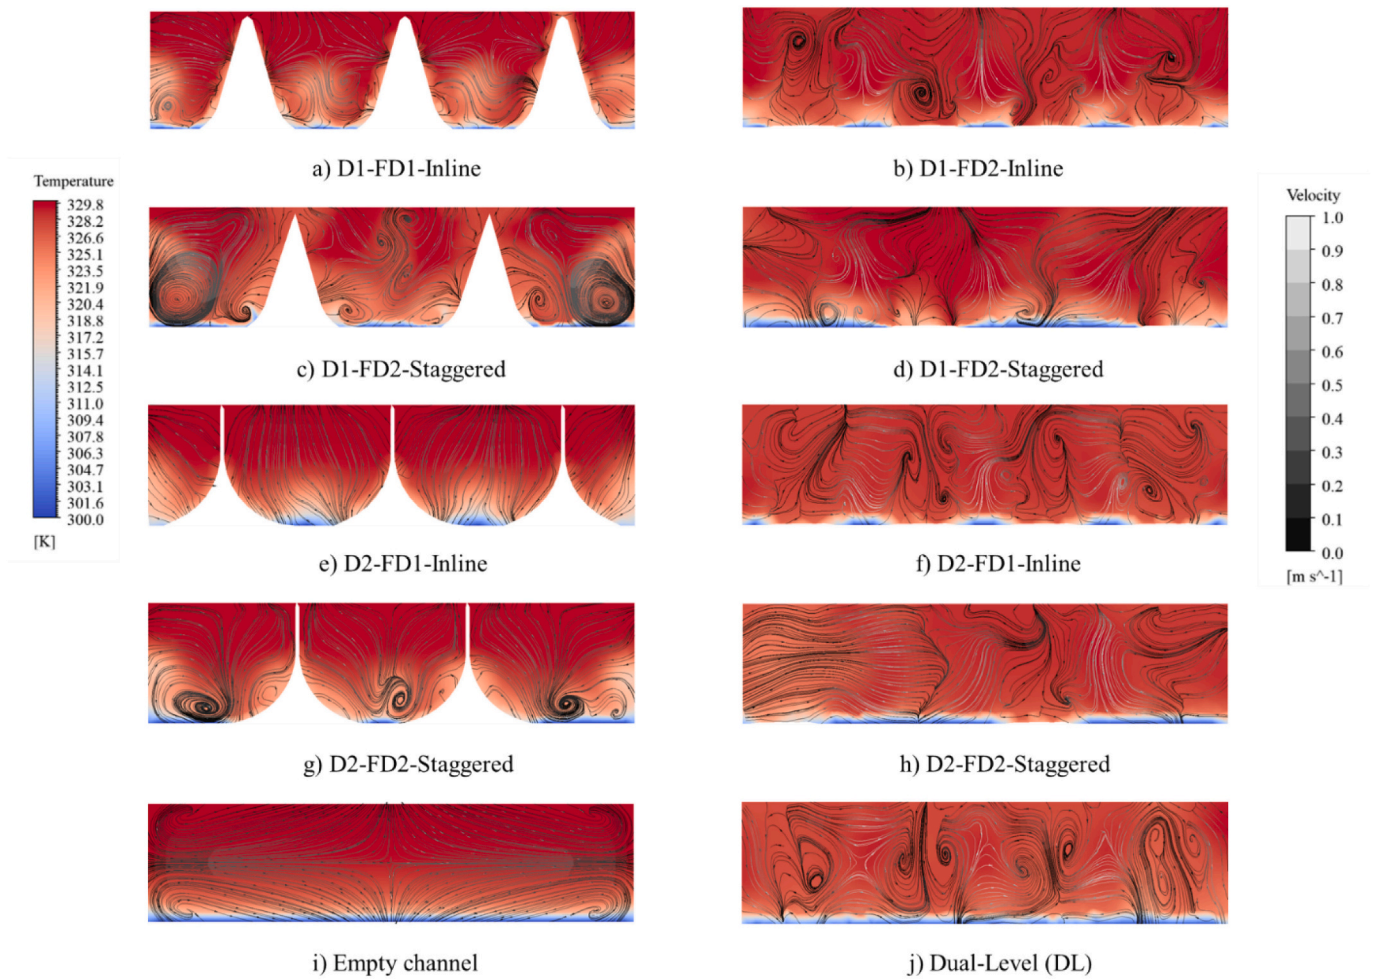 a) D1-FD1-Inline
b) D1-FD2-Inline
Temperature
329.8
328.2
326.6
325.1
323.5
321.9
320.4
318.8
317.2
315.7
314.1
312.5
311.0
309.4
307.8
306.3
304.7
303.1
301.6
300.0
[K]
Velocity
1.0
0.9
0.8
0.7
0.6
0.5
0.4
0.3
0.2
0.1
0.0
[m s^-1]
c) D1-FD2-Staggered
d) D1-FD2-Staggered
e) D2-FD1-Inline
f) D2-FD1-Inline
g) D2-FD2-Staggered
h) D2-FD2-Staggered
i) Empty channel
j) Dual-Level (DL)